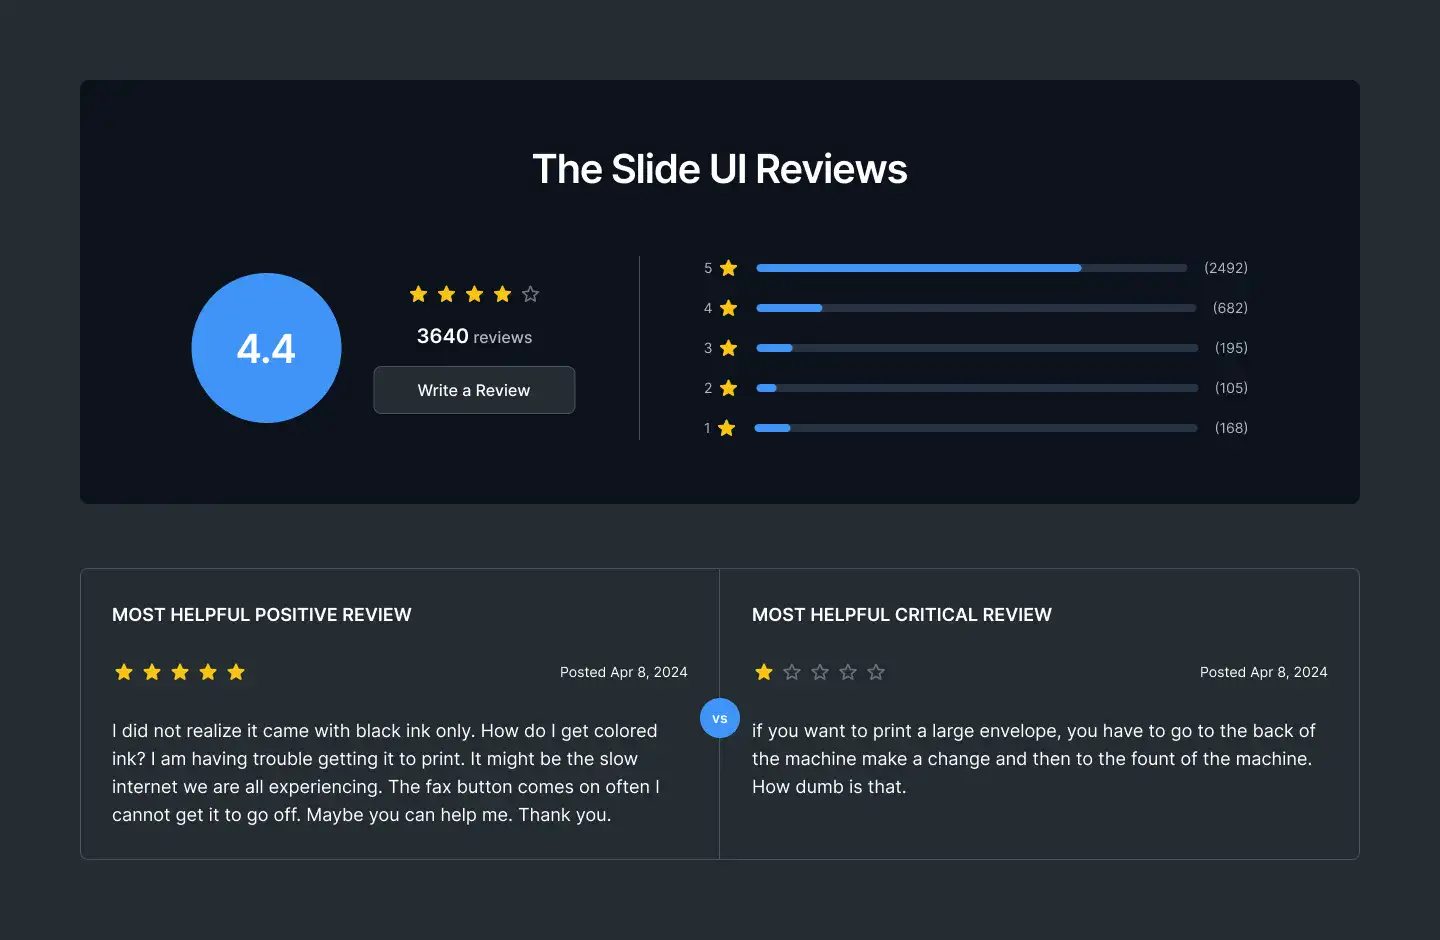 The Slide UI Reviews
4.4
3640 reviews
Write a Review
5 (2492)
4 (682)
3 (195)
2 (105)
1 (168)
MOST HELPFUL POSITIVE REVIEW
Posted Apr 8, 2024
I did not realize it came with black ink only. How do I get colored
ink? I am having trouble getting it to print. It might be the slow
internet we are all experiencing. The fax button comes on often I
cannot get it to go off. Maybe you can help me. Thank you.
vs
MOST HELPFUL CRITICAL REVIEW
Posted Apr 8, 2024
if you want to print a large envelope, you have to go to the back of
the machine make a change and then to the fount of the machine.
How dumb is that.